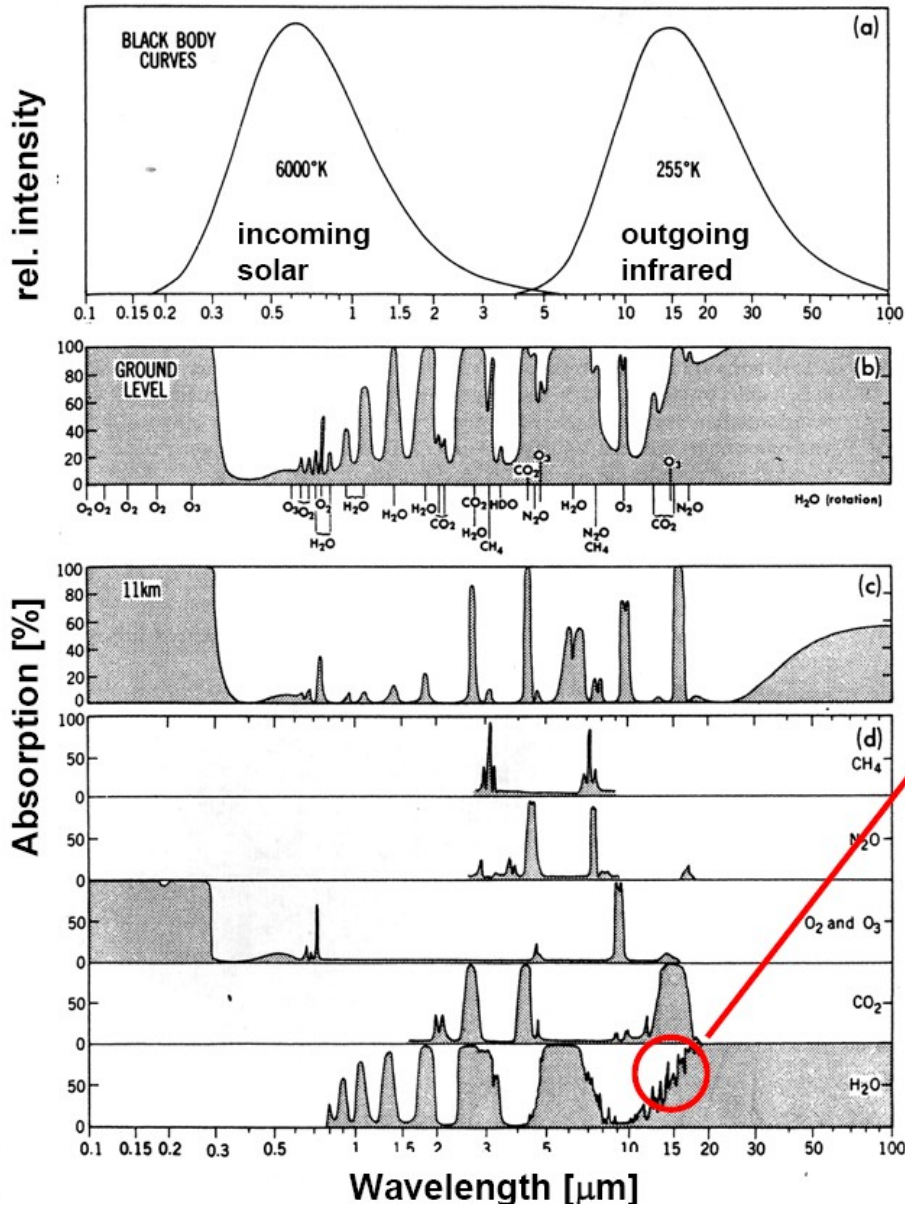 rel. intensity
BLACK BODY
CURVES
(a)
6000°K
255°K
incoming
solar
outgoing
infrared
0.1 0.15 0.2 0.3 0.5 1 1.5 2 3 5 10 15 20 30 50 100
Absorption [%]
100
80
60
40
20
0
GROUND
LEVEL
(b)
O₃
CO₂
O₃
O₂ O₂ O₂ O₂ O₃ O₃ O₂ O₂ H₂O H₂O H₂O CO₂ CO₂ HDO N₂O H₂O O₃ CO₂ N₂O H₂O (rotation)
H₂O H₂O CH₄ N₂O CH₄
100
80
60
40
20
0
11km
(c)
100
50
0
(d)
CH₄
50
0
N₂O
50
0
O₂ and O₃
50
0
CO₂
50
0
H₂O
0.1 0.15 0.2 0.3 0.5 1 1.5 2 3 5 10 15 20 30 50 100
Wavelength [μm]